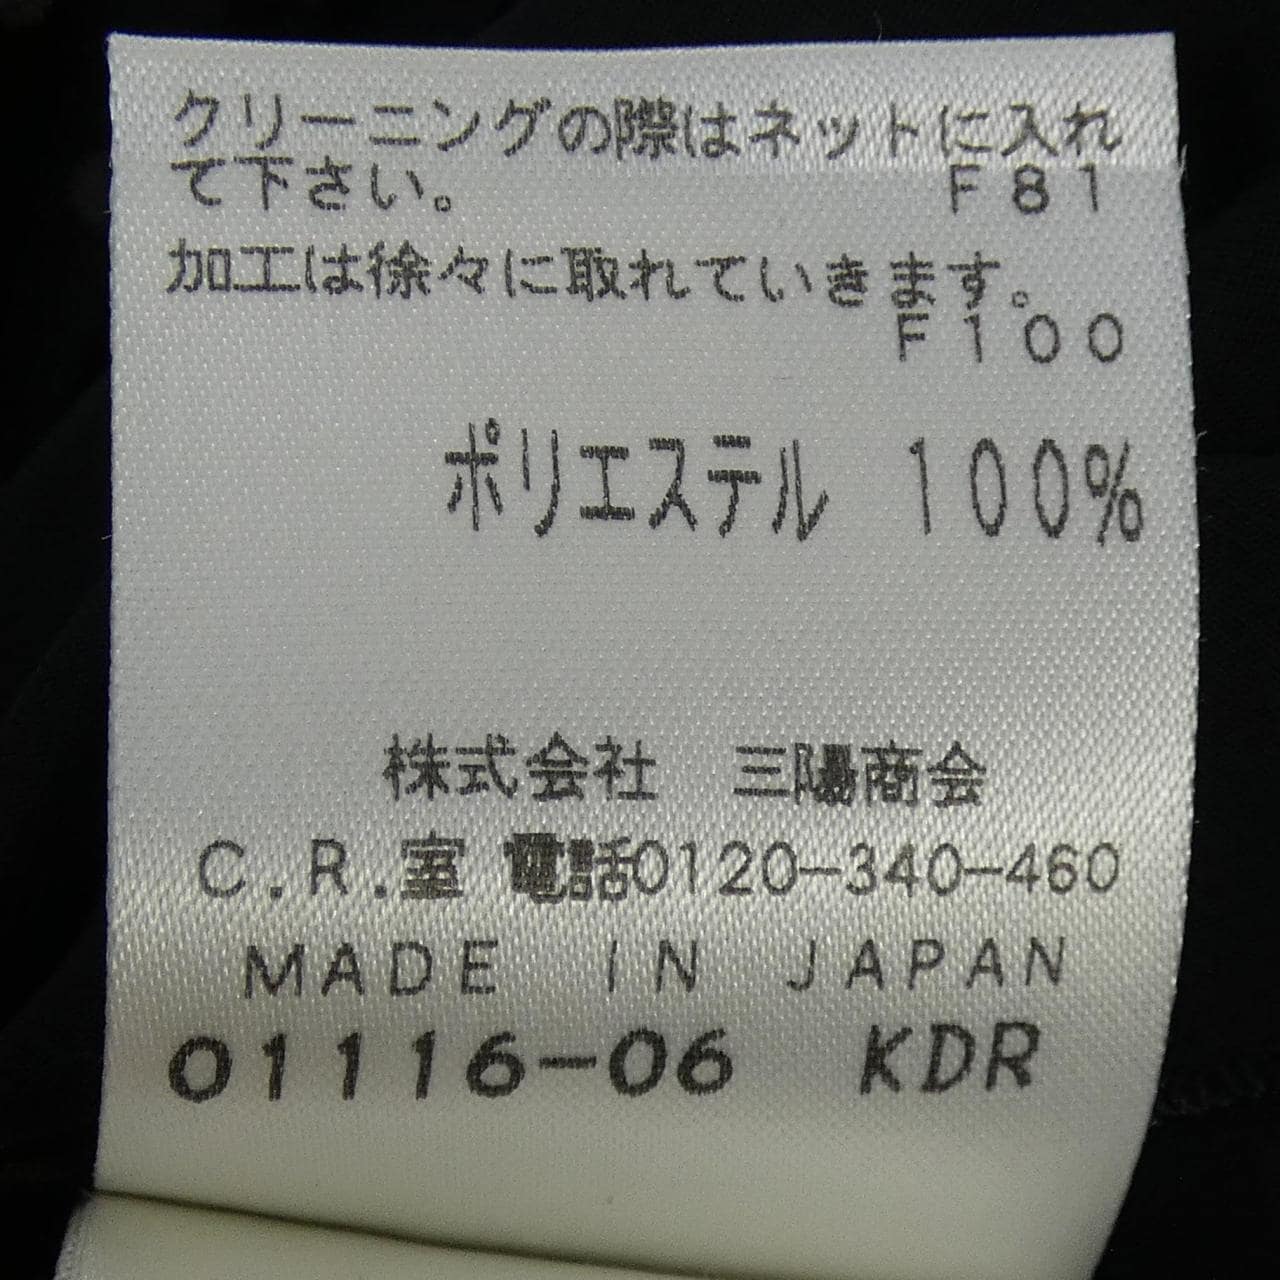 クリーニングの際はネットに入れ
て下さい。 F81
加工は徐々に取れていきます。
F100
ポリエステル 100%
株式会社 三陽商会
C.R.室 電話0120-340-460
MADE IN JAPAN
01116-06 KDR